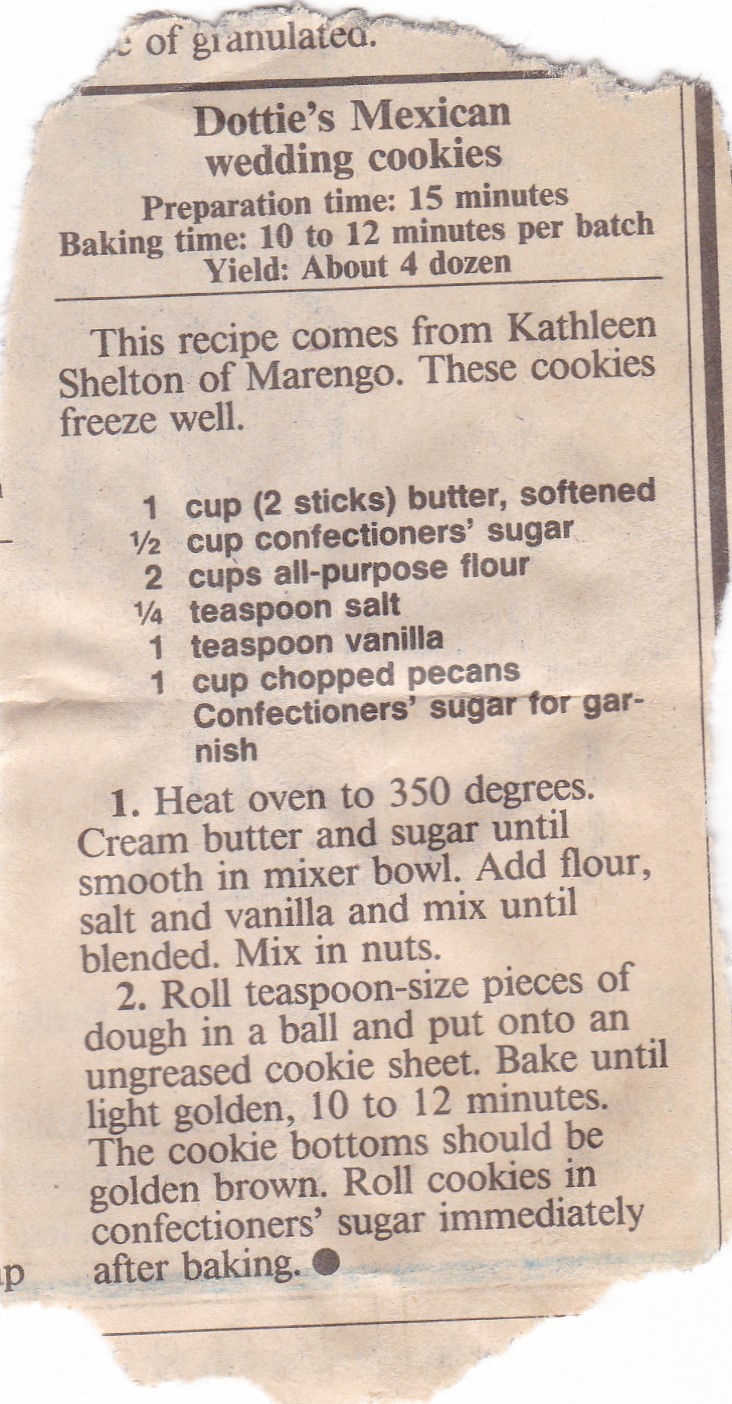 of granulated.
Dottie's Mexican
wedding cookies
Preparation time: 15 minutes
Baking time: 10 to 12 minutes per batch
Yield: About 4 dozen
This recipe comes from Kathleen
Shelton of Marengo. These cookies
freeze well.
1 cup (2 sticks) butter, softened
½ cup confectioners' sugar
2 cups all-purpose flour
¼ teaspoon salt
1 teaspoon vanilla
1 cup chopped pecans
Confectioners' sugar for gar-
nish
1. Heat oven to 350 degrees.
Cream butter and sugar until
smooth in mixer bowl. Add flour,
salt and vanilla and mix until
blended. Mix in nuts.
2. Roll teaspoon-size pieces of
dough in a ball and put onto an
ungreased cookie sheet. Bake until
light golden, 10 to 12 minutes.
The cookie bottoms should be
golden brown. Roll cookies in
confectioners' sugar immediately
after baking. ●